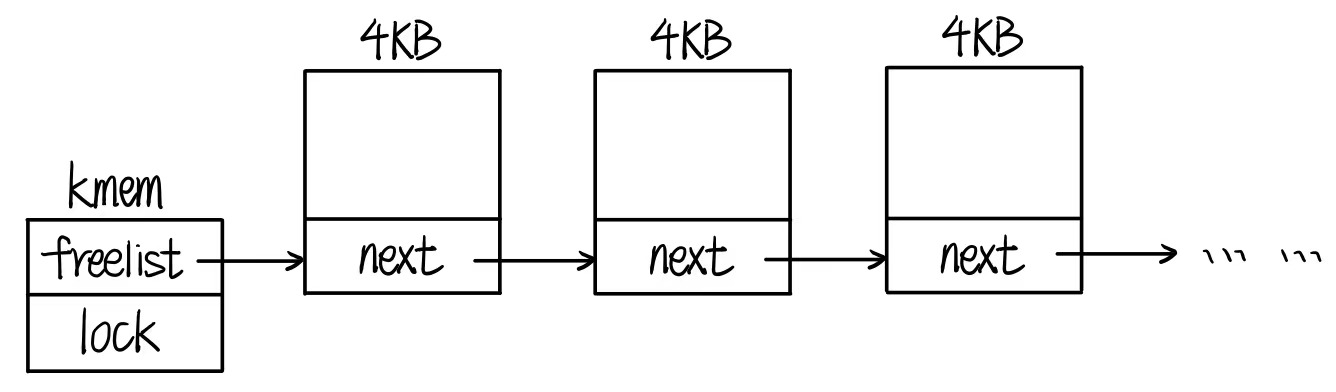 4KB 4KB 4KB
kmem
freelist next next next ... ...
lock